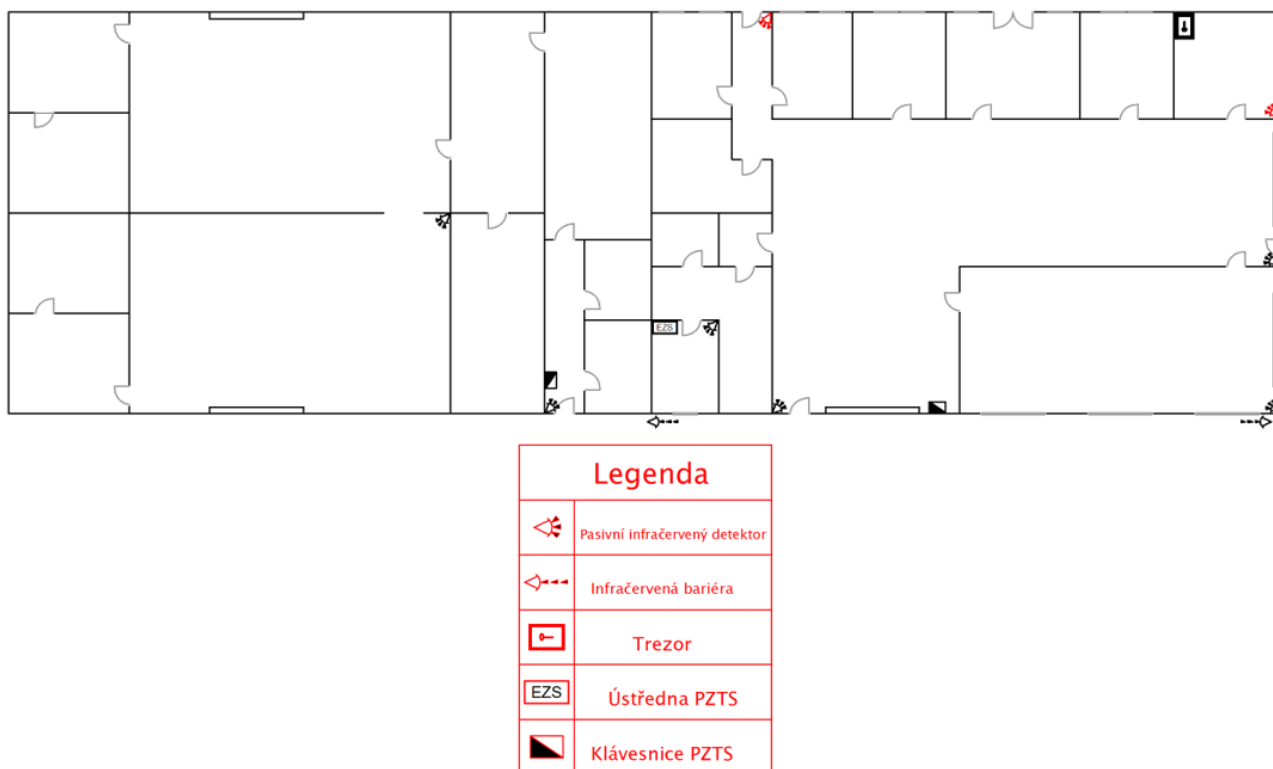 EZS
Legenda
Pasivní infračervený detektor
Infračervená bariéra
Trezor
EZS
Ústředna PZTS
Klávesnice PZTS